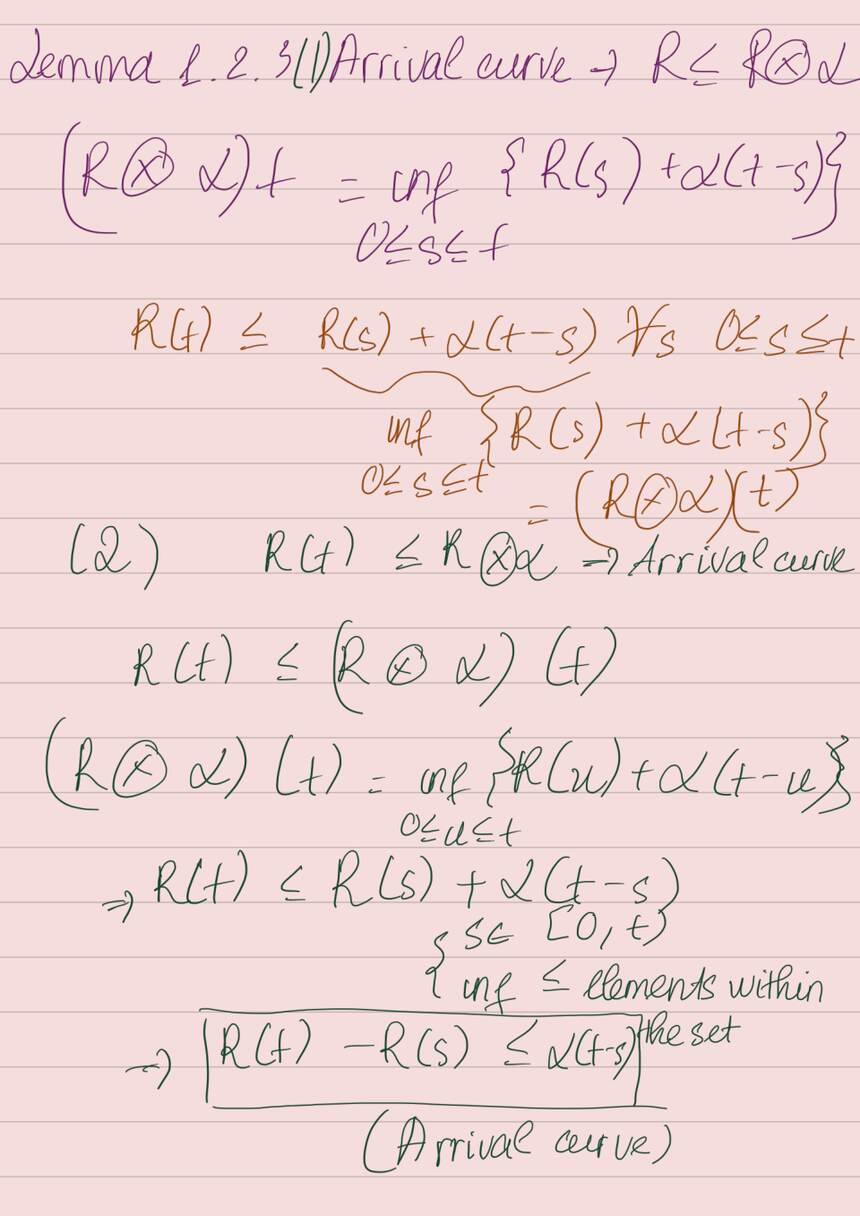 Lemma 1.2.3(1) Arrival curve → R ≤ R⊗α
(R⊗α)t = inf {R(s)+α(t-s)}
0≤s≤t
R(t) ≤ R(s) + α(t-s) ∀s 0≤s≤t
inf {R(s) + α(t-s)}
0≤s≤t
= (R⊗α)(t)
(2) R(t) ≤ R⊗α → Arrival curve
R(t) ≤ (R⊗α)(t)
(R⊗α)(t) = inf {R(u)+α(t-u)}
0≤u≤t
⇒ R(t) ≤ R(s) + α(t-s)
{ s∈ [0,t)
inf ≤ elements within
the set
→ R(t) - R(s) ≤ α(t-s)
(Arrival curve)